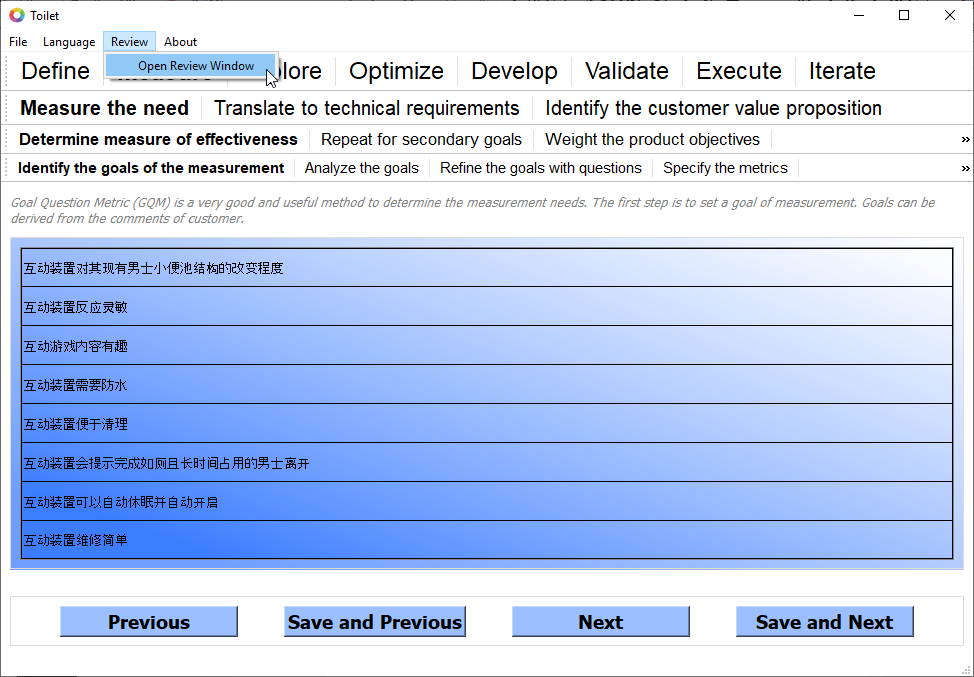 Toilet
File Language Review About
Open Review Window
Define Optimize Develop Validate Execute Iterate
Measure the need Translate to technical requirements Identify the customer value proposition
Determine measure of effectiveness Repeat for secondary goals Weight the product objectives »
Identify the goals of the measurement Analyze the goals Refine the goals with questions Specify the metrics »
Goal Question Metric (GQM) is a very good and useful method to determine the measurement needs. The first step is to set a goal of measurement. Goals can be
derived from the comments of customer.
互动装置对其现有男士小便池结构的改变程度
互动装置反应灵敏
互动游戏内容有趣
互动装置需要防水
互动装置便于清理
互动装置会提示完成如厕且长时间占用的男士离开
互动装置可以自动休眠并自动开启
互动装置维修简单
Previous Save and Previous Next Save and Next